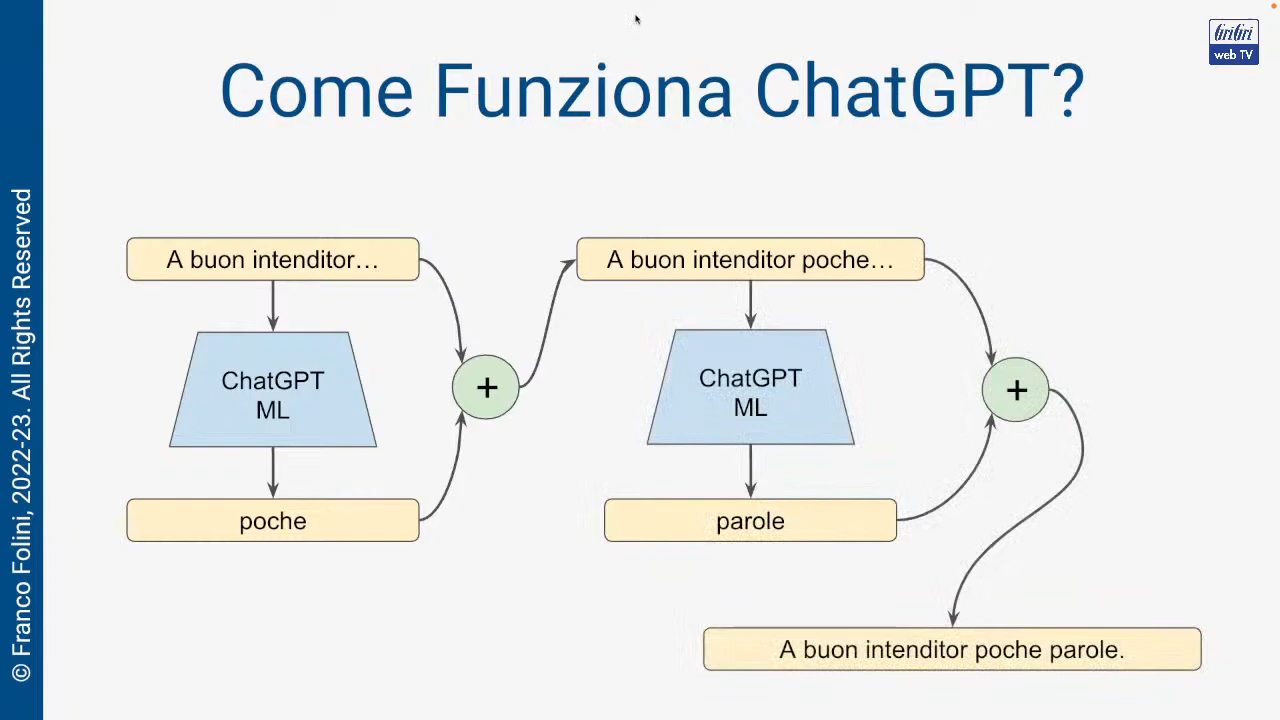 Come Funziona ChatGPT?
biribiri
web TV
© Franco Folini, 2022-23. All Rights Reserved
A buon intenditor…
ChatGPT
ML
poche
+
A buon intenditor poche…
ChatGPT
ML
parole
+
A buon intenditor poche parole.